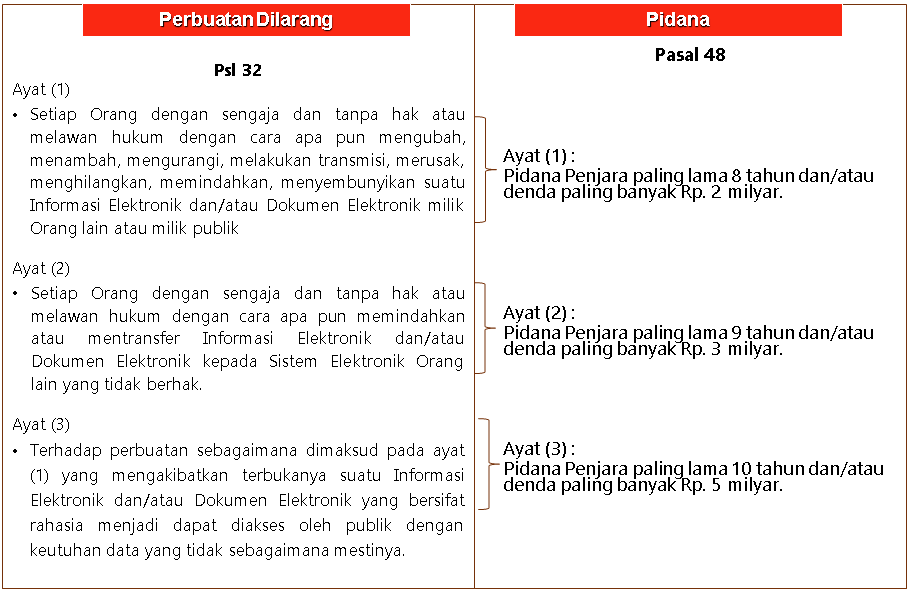 Perbuatan Dilarang
Psl 32
Ayat (1)
• Setiap Orang dengan sengaja dan tanpa hak atau
melawan hukum dengan cara apa pun mengubah,
menambah, mengurangi, melakukan transmisi, merusak,
menghilangkan, memindahkan, menyembunyikan suatu
Informasi Elektronik dan/atau Dokumen Elektronik milik
Orang lain atau milik publik
Ayat (2)
• Setiap Orang dengan sengaja dan tanpa hak atau
melawan hukum dengan cara apa pun memindahkan
atau mentransfer Informasi Elektronik dan/atau
Dokumen Elektronik kepada Sistem Elektronik Orang
lain yang tidak berhak.
Ayat (3)
• Terhadap perbuatan sebagaimana dimaksud pada ayat
(1) yang mengakibatkan terbukanya suatu Informasi
Elektronik dan/atau Dokumen Elektronik yang bersifat
rahasia menjadi dapat diakses oleh publik dengan
keutuhan data yang tidak sebagaimana mestinya.
Pidana
Pasal 48
Ayat (1) :
Pidana Penjara paling lama 8 tahun dan/atau
denda paling banyak Rp. 2 milyar.
Ayat (2) :
Pidana Penjara paling lama 9 tahun dan/atau
denda paling banyak Rp. 3 milyar.
Ayat (3) :
Pidana Penjara paling lama 10 tahun dan/atau
denda paling banyak Rp. 5 milyar.